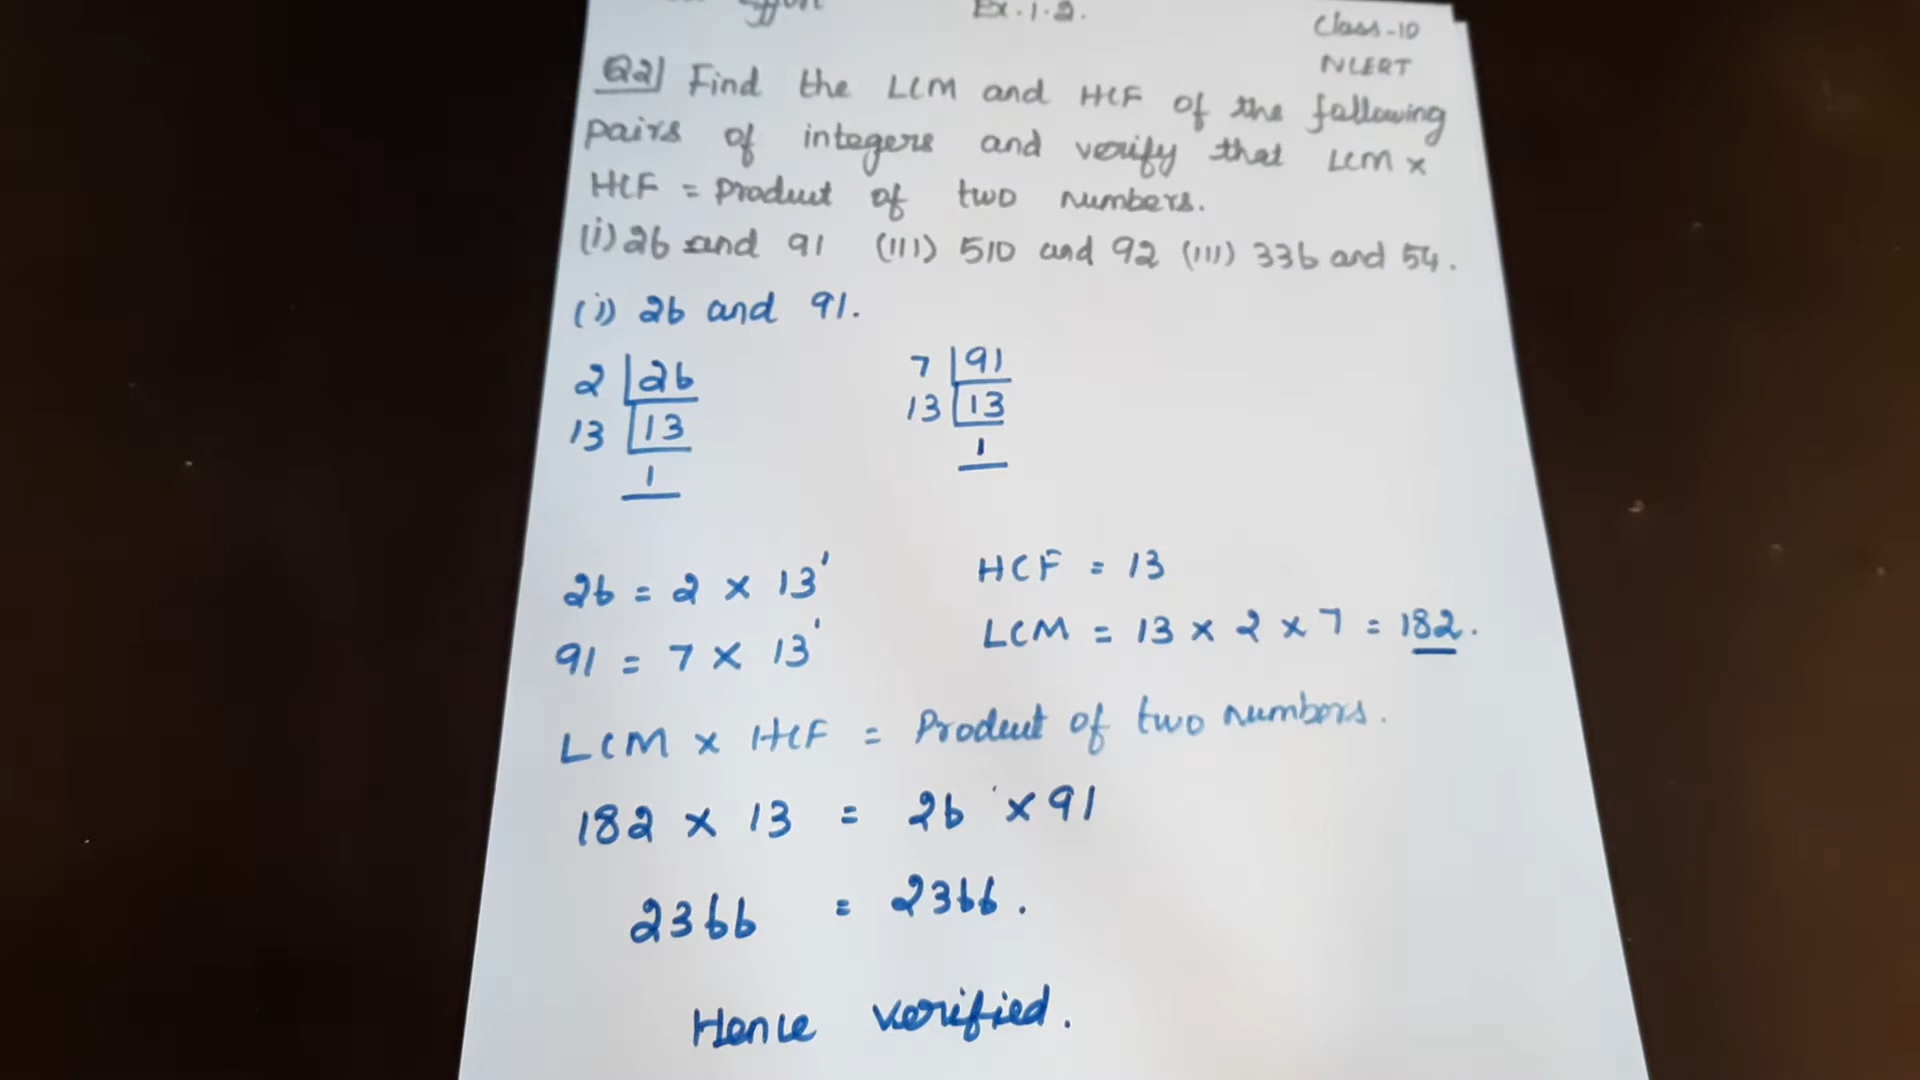 Ex.1.2.
Class-10
NCERT
Q2] Find the LCM and HCF of the following
pairs of integers and verify that LCM ×
HCF = Product of two numbers.
(i) 26 and 91 (iii) 510 and 92 (iii) 336 and 54.
(i) 26 and 91.
2 | 26
13 | 13
1
7 | 91
13 | 13
1
26 = 2 × 13¹
91 = 7 × 13¹
HCF = 13
LCM = 13 × 2 × 7 = 182.
LCM × HCF = Product of two numbers.
182 × 13 = 26 × 91
2366 = 2366.
Hence verified.